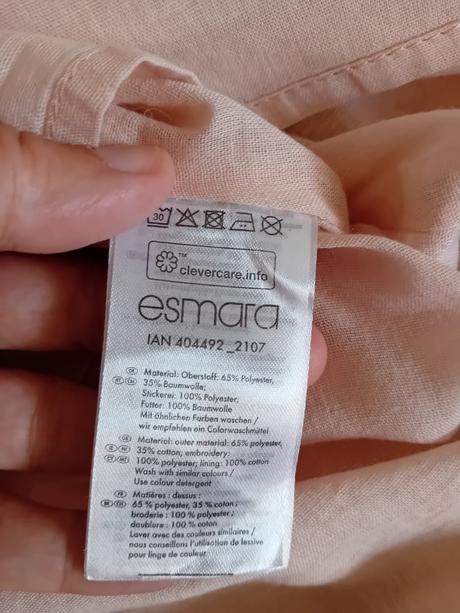 30
™
clevercare.info
esmara
IAN 404492_2107
Material: Oberstoff: 65% Polyester,
35% Baumwolle;
Stickerei: 100% Polyester;
Futter: 100% Baumwolle
Mit ähnlichen Farben waschen /
wir empfehlen ein Colorwaschmittel
Material: outer material: 65% polyester,
35% cotton; embroidery:
100% polyester; lining: 100% cotton
Wash with similar colours /
Use colour detergent
Matières : dessus :
65 % polyester, 35 % coton ;
broderie : 100 % polyester ;
doublure : 100 % coton
Laver avec des couleurs similaires /
nous conseillons l'utilisation de lessive
pour linge de couleur